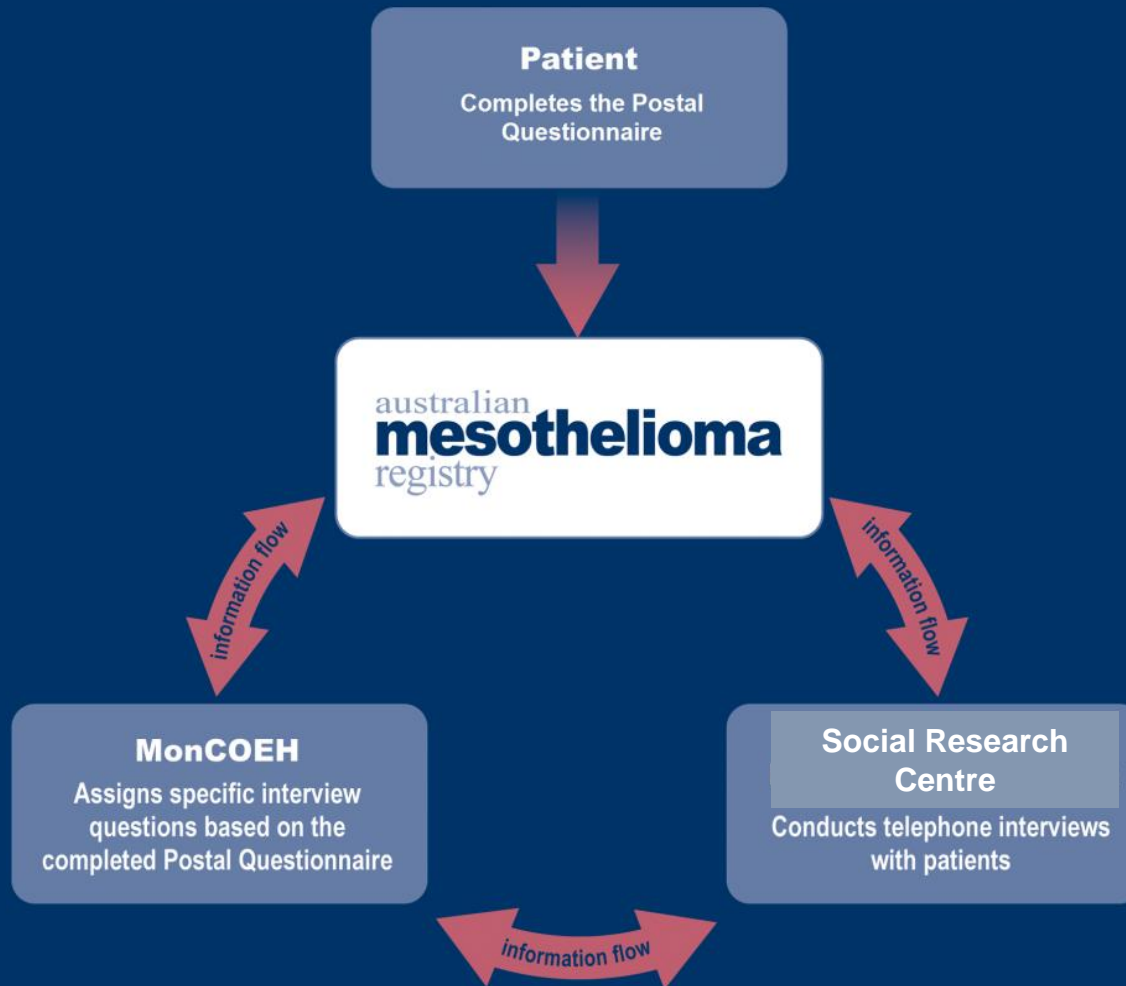 Patient
Completes the Postal
Questionnaire
australian
mesothelioma
registry
information flow
information flow
MonCOEH
Assigns specific interview
questions based on the
completed Postal Questionnaire
Social Research
Centre
Conducts telephone interviews
with patients
information flow